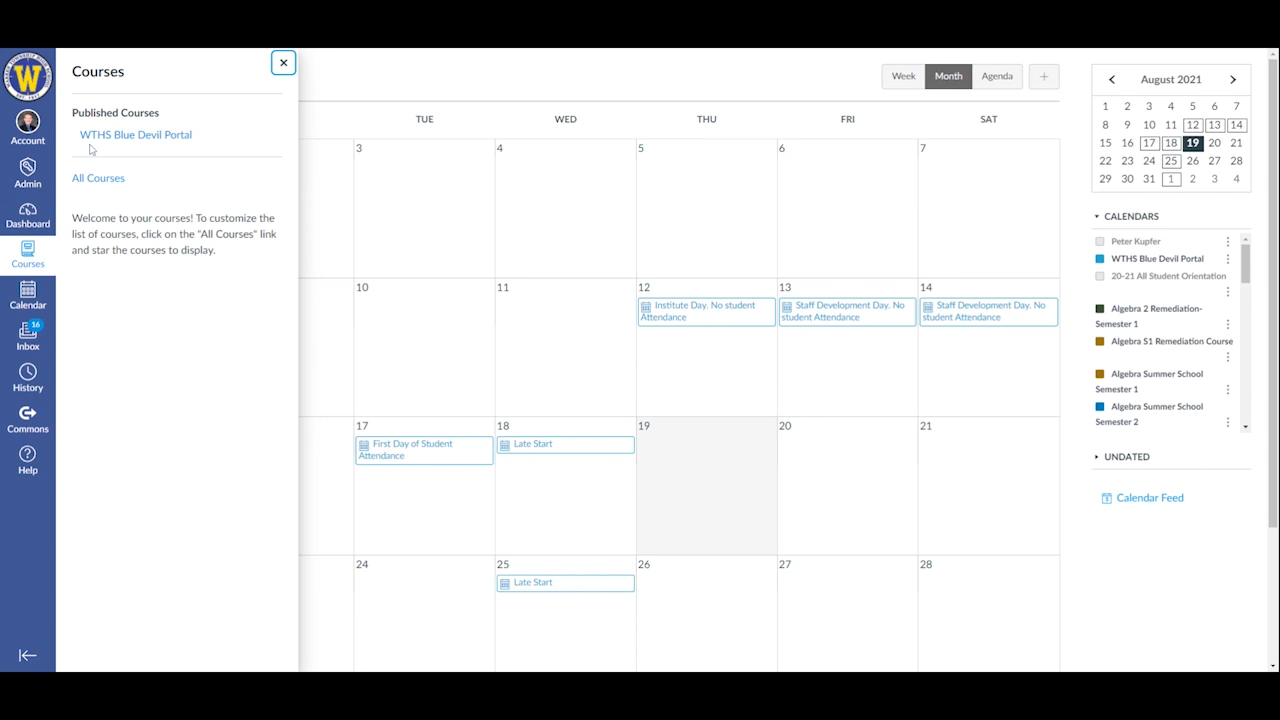 W
Account
Admin
Dashboard
Courses
Calendar
16
Inbox
History
Commons
Help
Courses
Published Courses
WTHS Blue Devil Portal
All Courses
Welcome to your courses! To customize the
list of courses, click on the "All Courses" link
and star the courses to display.
Week Month Agenda +
TUE WED THU FRI SAT
3 4 5 6 7
10 11 12 13 14
Institute Day. No student
Attendance
Staff Development Day. No
student Attendance
Staff Development Day. No
student Attendance
17 18 19 20 21
First Day of Student
Attendance
Late Start
24 25 26 27 28
Late Start
August 2021
1 2 3 4 5 6 7
8 9 10 11 12 13 14
15 16 17 18 19 20 21
22 23 24 25 26 27 28
29 30 31 1 2 3 4
CALENDARS
Peter Kupfer
WTHS Blue Devil Portal
20-21 All Student Orientation
Algebra 2 Remediation-
Semester 1
Algebra S1 Remediation Course
Algebra Summer School
Semester 1
Algebra Summer School
Semester 2
UNDATED
Calendar Feed